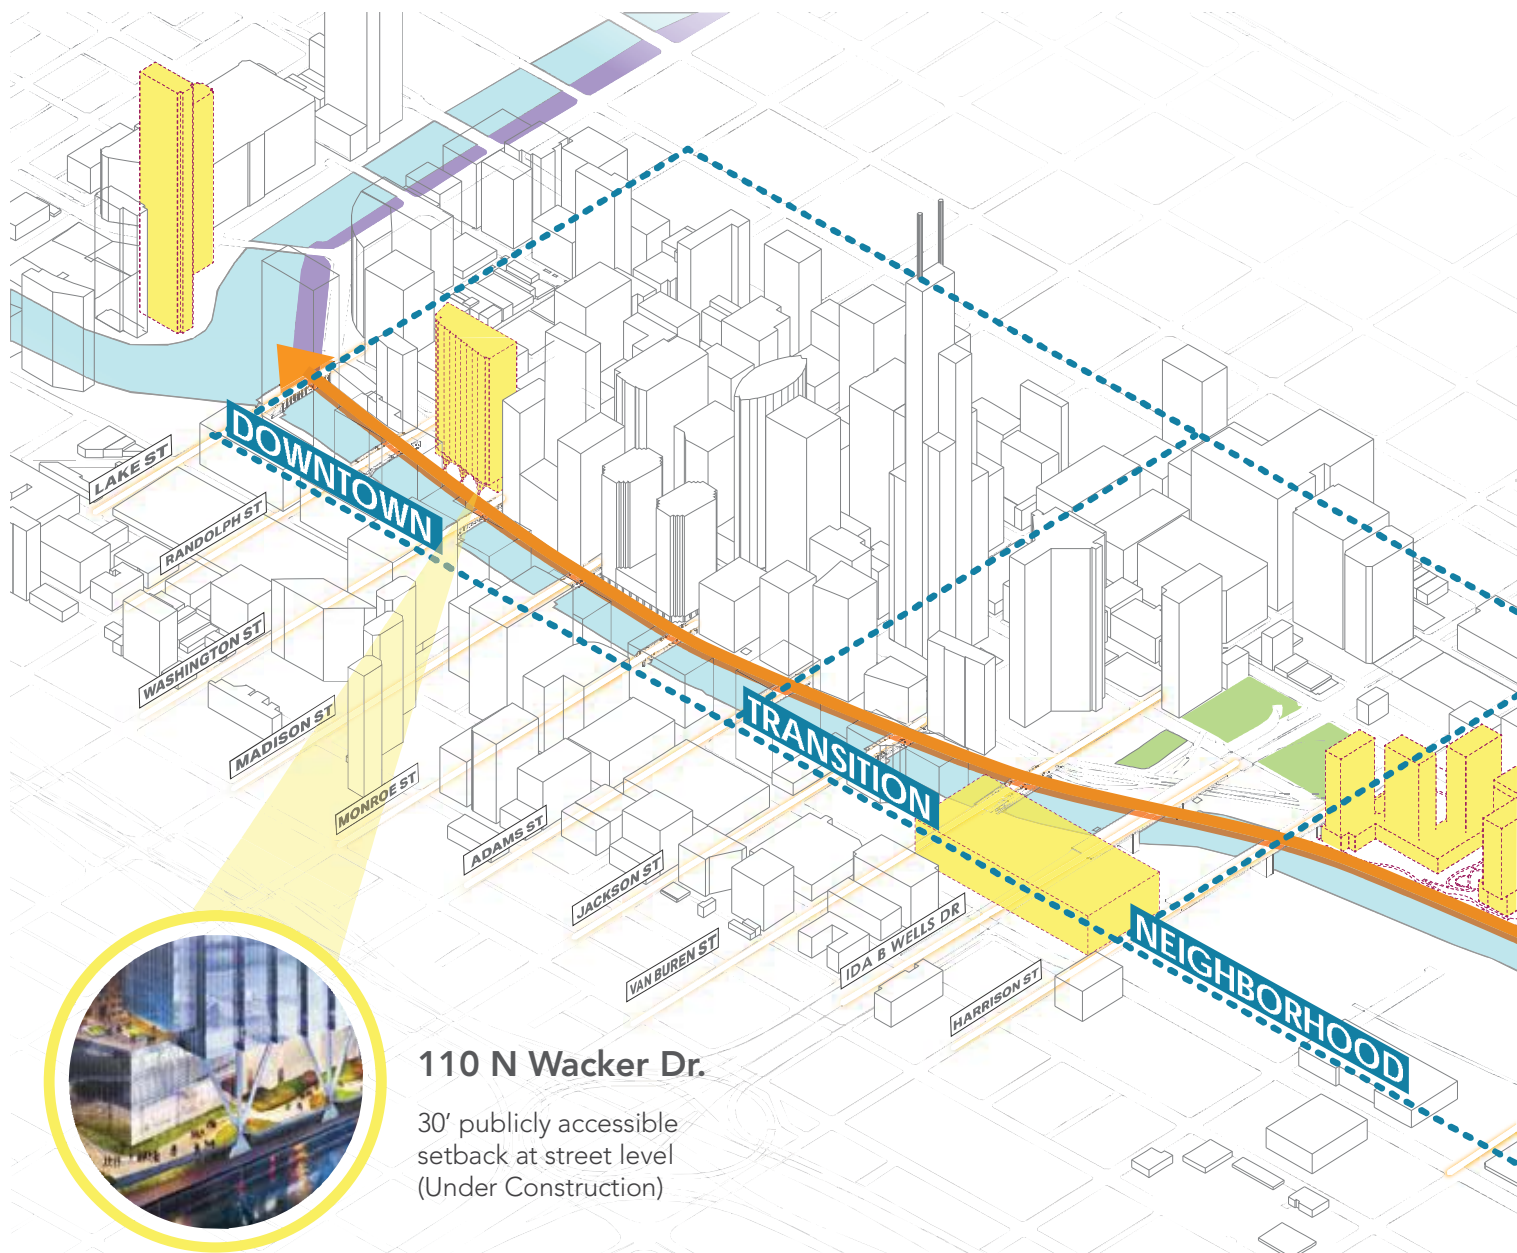 DOWNTOWN
LAKE ST
RANDOLPH ST
WASHINGTON ST
MADISON ST
MONROE ST
TRANSITION
ADAMS ST
JACKSON ST
VAN BUREN ST
IDA B WELLS DR
HARRISON ST
NEIGHBORHOOD
110 N Wacker Dr.
30’ publicly accessible
setback at street level
(Under Construction)